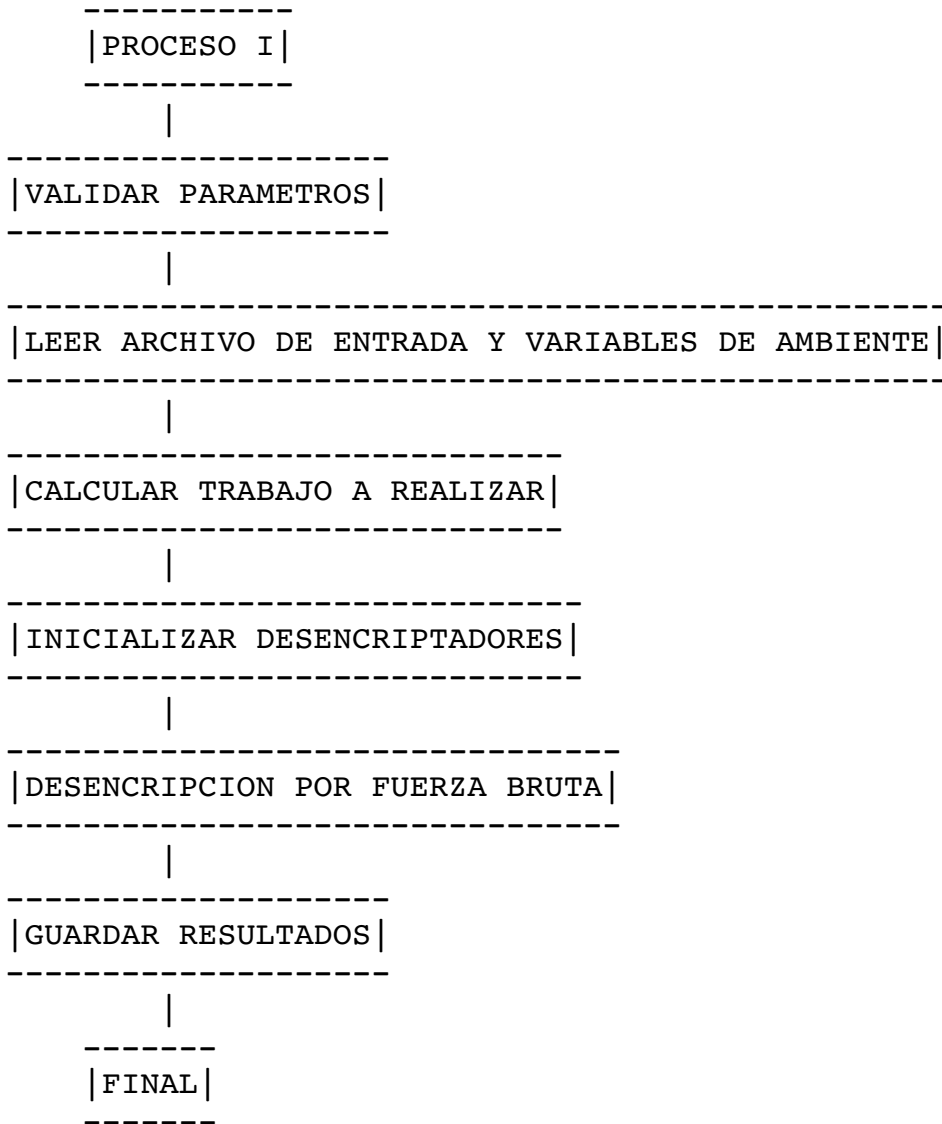 PROCESO I
VALIDAR PARAMETROS
LEER ARCHIVO DE ENTRADA Y VARIABLES DE AMBIENTE
CALCULAR TRABAJO A REALIZAR
INICIALIZAR DESENCRIPTADORES
DESENCRIPCION POR FUERZA BRUTA
GUARDAR RESULTADOS
FINAL